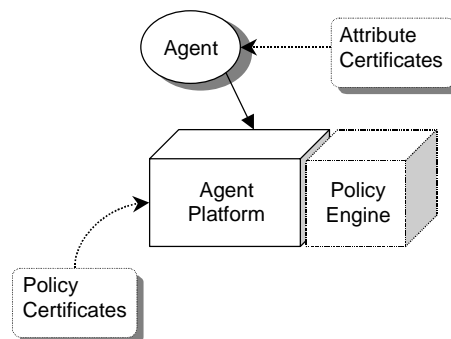 Agent
Attribute
Certificates
Agent
Platform
Policy
Engine
Policy
Certificates